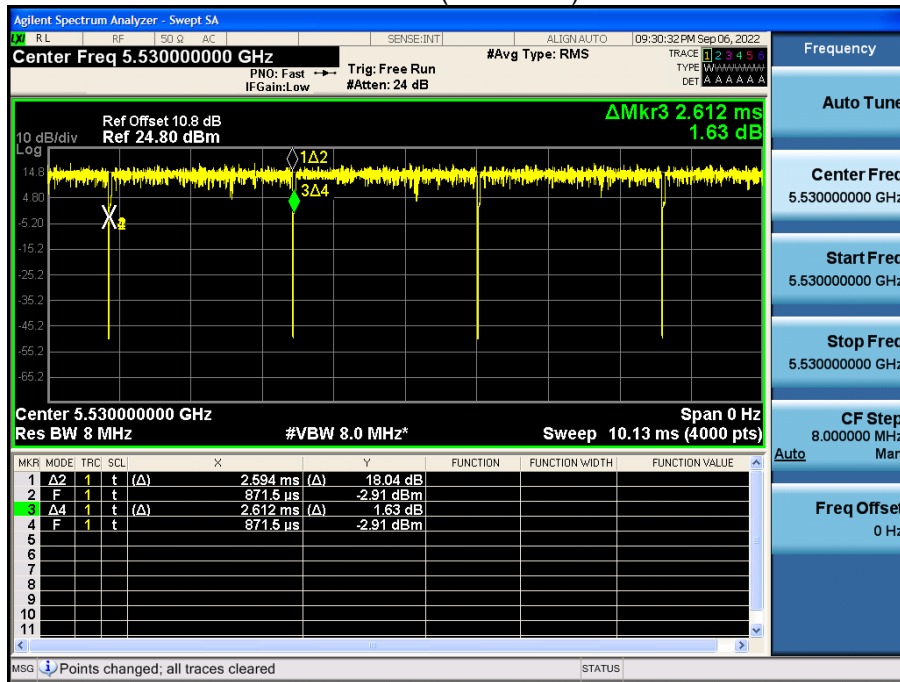 Agilent Spectrum Analyzer - Swept SA
LXI RL RF 50 Ω AC SENSE:INT ALIGN AUTO 09:30:32 PM Sep 06, 2022
Center Freq 5.530000000 GHz #Avg Type: RMS TRACE 1 2 3 4 5 6
PNO: Fast Trig: Free Run TYPE WWWWWW
IFGain:Low #Atten: 24 dB DET A A A A A A
ΔMkr3 2.612 ms
1.63 dB
Ref Offset 10.8 dB
10 dB/div Ref 24.80 dBm
Log
14.8
4.80
-5.20
-15.2
-25.2
-35.2
-45.2
-55.2
-65.2
1Δ2
3Δ4
Center 5.530000000 GHz Span 0 Hz
Res BW 8 MHz #VBW 8.0 MHz* Sweep 10.13 ms (4000 pts)
MKR MODE TRC SCL X Y FUNCTION FUNCTION WIDTH FUNCTION VALUE
1 Δ2 1 t (Δ) 2.594 ms (Δ) 18.04 dB
2 F 1 t 871.5 µs -2.91 dBm
3 Δ4 1 t (Δ) 2.612 ms (Δ) 1.63 dB
4 F 1 t 871.5 µs -2.91 dBm
5
6
7
8
9
10
11
MSG Points changed; all traces cleared STATUS
Frequency
Auto Tune
Center Freq
5.530000000 GHz
Start Freq
5.530000000 GHz
Stop Freq
5.530000000 GHz
CF Step
8.000000 MHz
Auto Man
Freq Offset
0 Hz